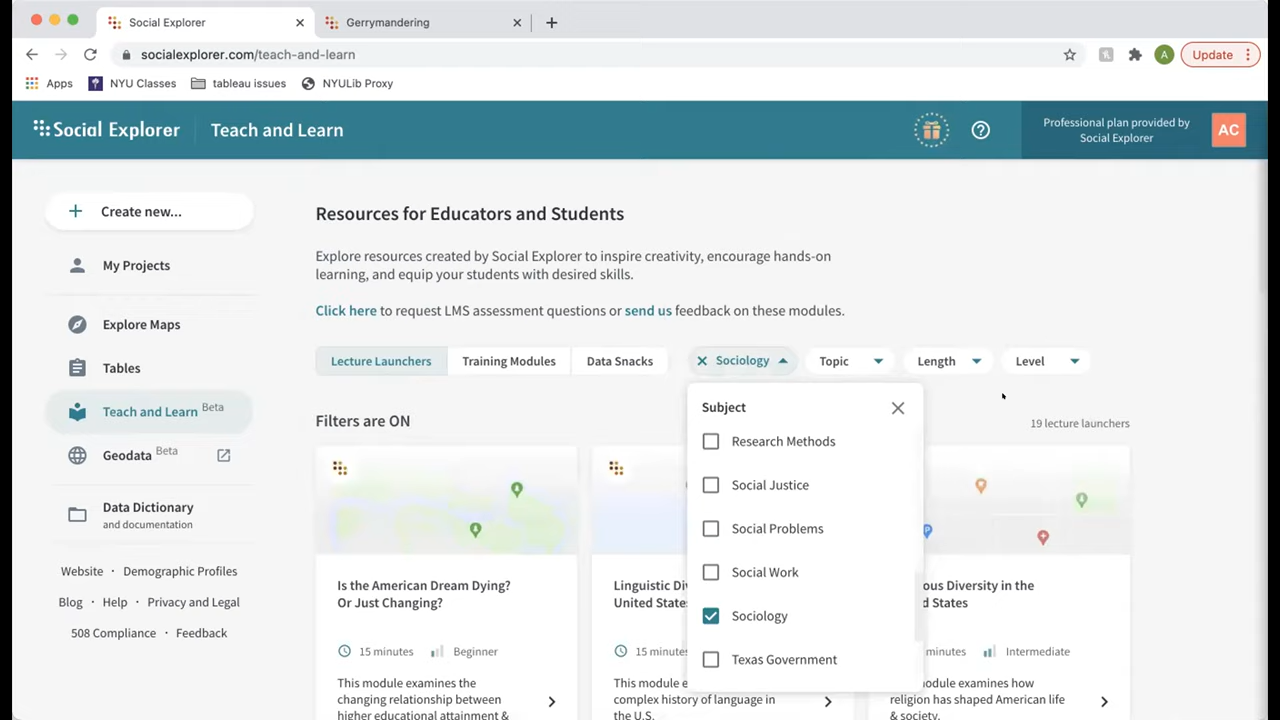 Social Explorer
Gerrymandering
socialexplorer.com/teach-and-learn
A
Update
Apps
NYU Classes
tableau issues
NYULib Proxy
Social Explorer
Teach and Learn
Professional plan provided by
Social Explorer
AC
Create new...
My Projects
Explore Maps
Tables
Teach and Learn Beta
Geodata Beta
Data Dictionary
and documentation
Website · Demographic Profiles
Blog · Help · Privacy and Legal
508 Compliance · Feedback
Resources for Educators and Students
Explore resources created by Social Explorer to inspire creativity, encourage hands-on
learning, and equip your students with desired skills.
Click here to request LMS assessment questions or send us feedback on these modules.
Lecture Launchers
Training Modules
Data Snacks
Sociology
Topic
Length
Level
Filters are ON
19 lecture launchers
Subject
Research Methods
Social Justice
Social Problems
Social Work
Sociology
Texas Government
Is the American Dream Dying?
Or Just Changing?
15 minutes
Beginner
This module examines the
changing relationship between
higher educational attainment &
Linguistic
United
15
This module e
complex history of language in
the U.S.
Diversity in the
minutes
Intermediate
module examines how
religion has shaped American life
& society.